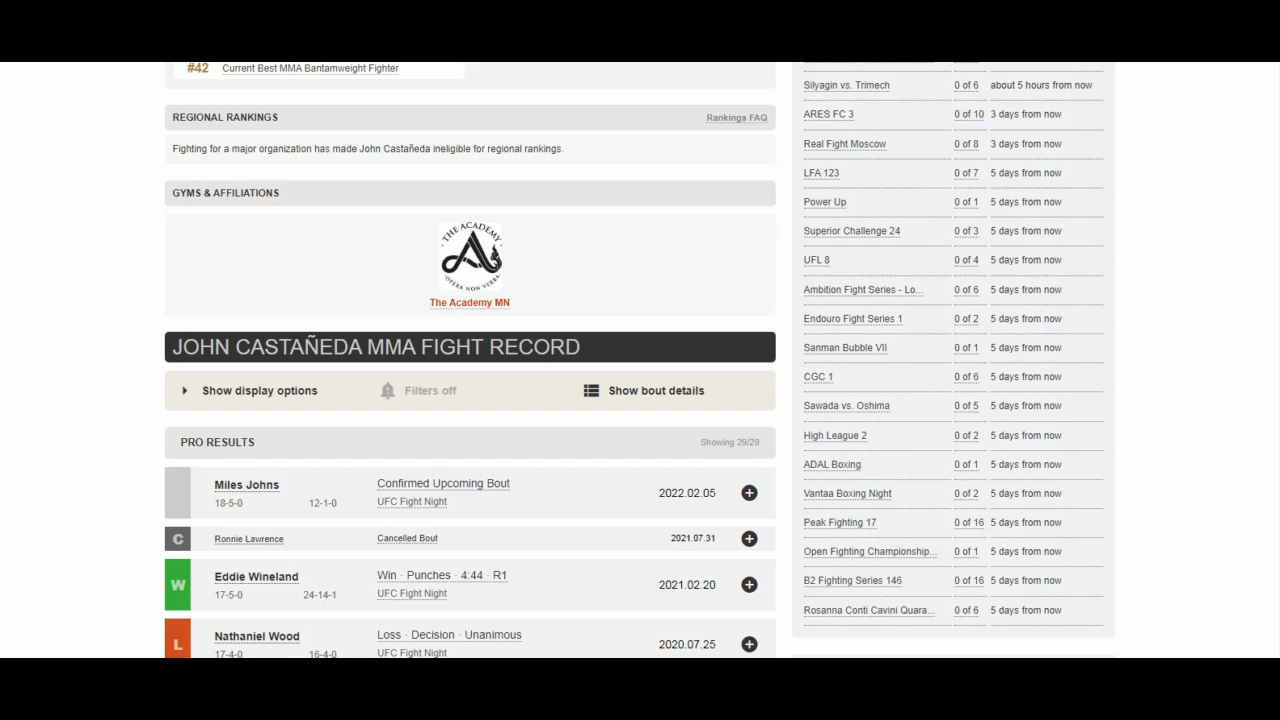 #42 Current Best MMA Bantamweight Fighter
REGIONAL RANKINGS Rankings FAQ
Fighting for a major organization has made John Castañeda ineligible for regional rankings.
GYMS & AFFILIATIONS
THE ACADEMY
OPERA NON VERBA
The Academy MN
JOHN CASTAÑEDA MMA FIGHT RECORD
Show display options Filters off Show bout details
PRO RESULTS Showing 29/29
Miles Johns Confirmed Upcoming Bout 2022.02.05
18-5-0 12-1-0 UFC Fight Night
C Ronnie Lawrence Cancelled Bout 2021.07.31
W Eddie Wineland Win · Punches · 4:44 · R1 2021.02.20
17-5-0 24-14-1 UFC Fight Night
L Nathaniel Wood Loss · Decision · Unanimous 2020.07.25
17-4-0 16-4-0 UFC Fight Night
Silyagin vs. Trimech 0 of 6 about 5 hours from now
ARES FC 3 0 of 10 3 days from now
Real Fight Moscow 0 of 8 3 days from now
LFA 123 0 of 7 5 days from now
Power Up 0 of 1 5 days from now
Superior Challenge 24 0 of 3 5 days from now
UFL 8 0 of 4 5 days from now
Ambition Fight Series - Lo... 0 of 6 5 days from now
Endouro Fight Series 1 0 of 2 5 days from now
Sanman Bubble VII 0 of 1 5 days from now
CGC 1 0 of 6 5 days from now
Sawada vs. Oshima 0 of 5 5 days from now
High League 2 0 of 2 5 days from now
ADAL Boxing 0 of 1 5 days from now
Vantaa Boxing Night 0 of 2 5 days from now
Peak Fighting 17 0 of 16 5 days from now
Open Fighting Championship... 0 of 1 5 days from now
B2 Fighting Series 146 0 of 16 5 days from now
Rosanna Conti Cavini Quara... 0 of 6 5 days from now